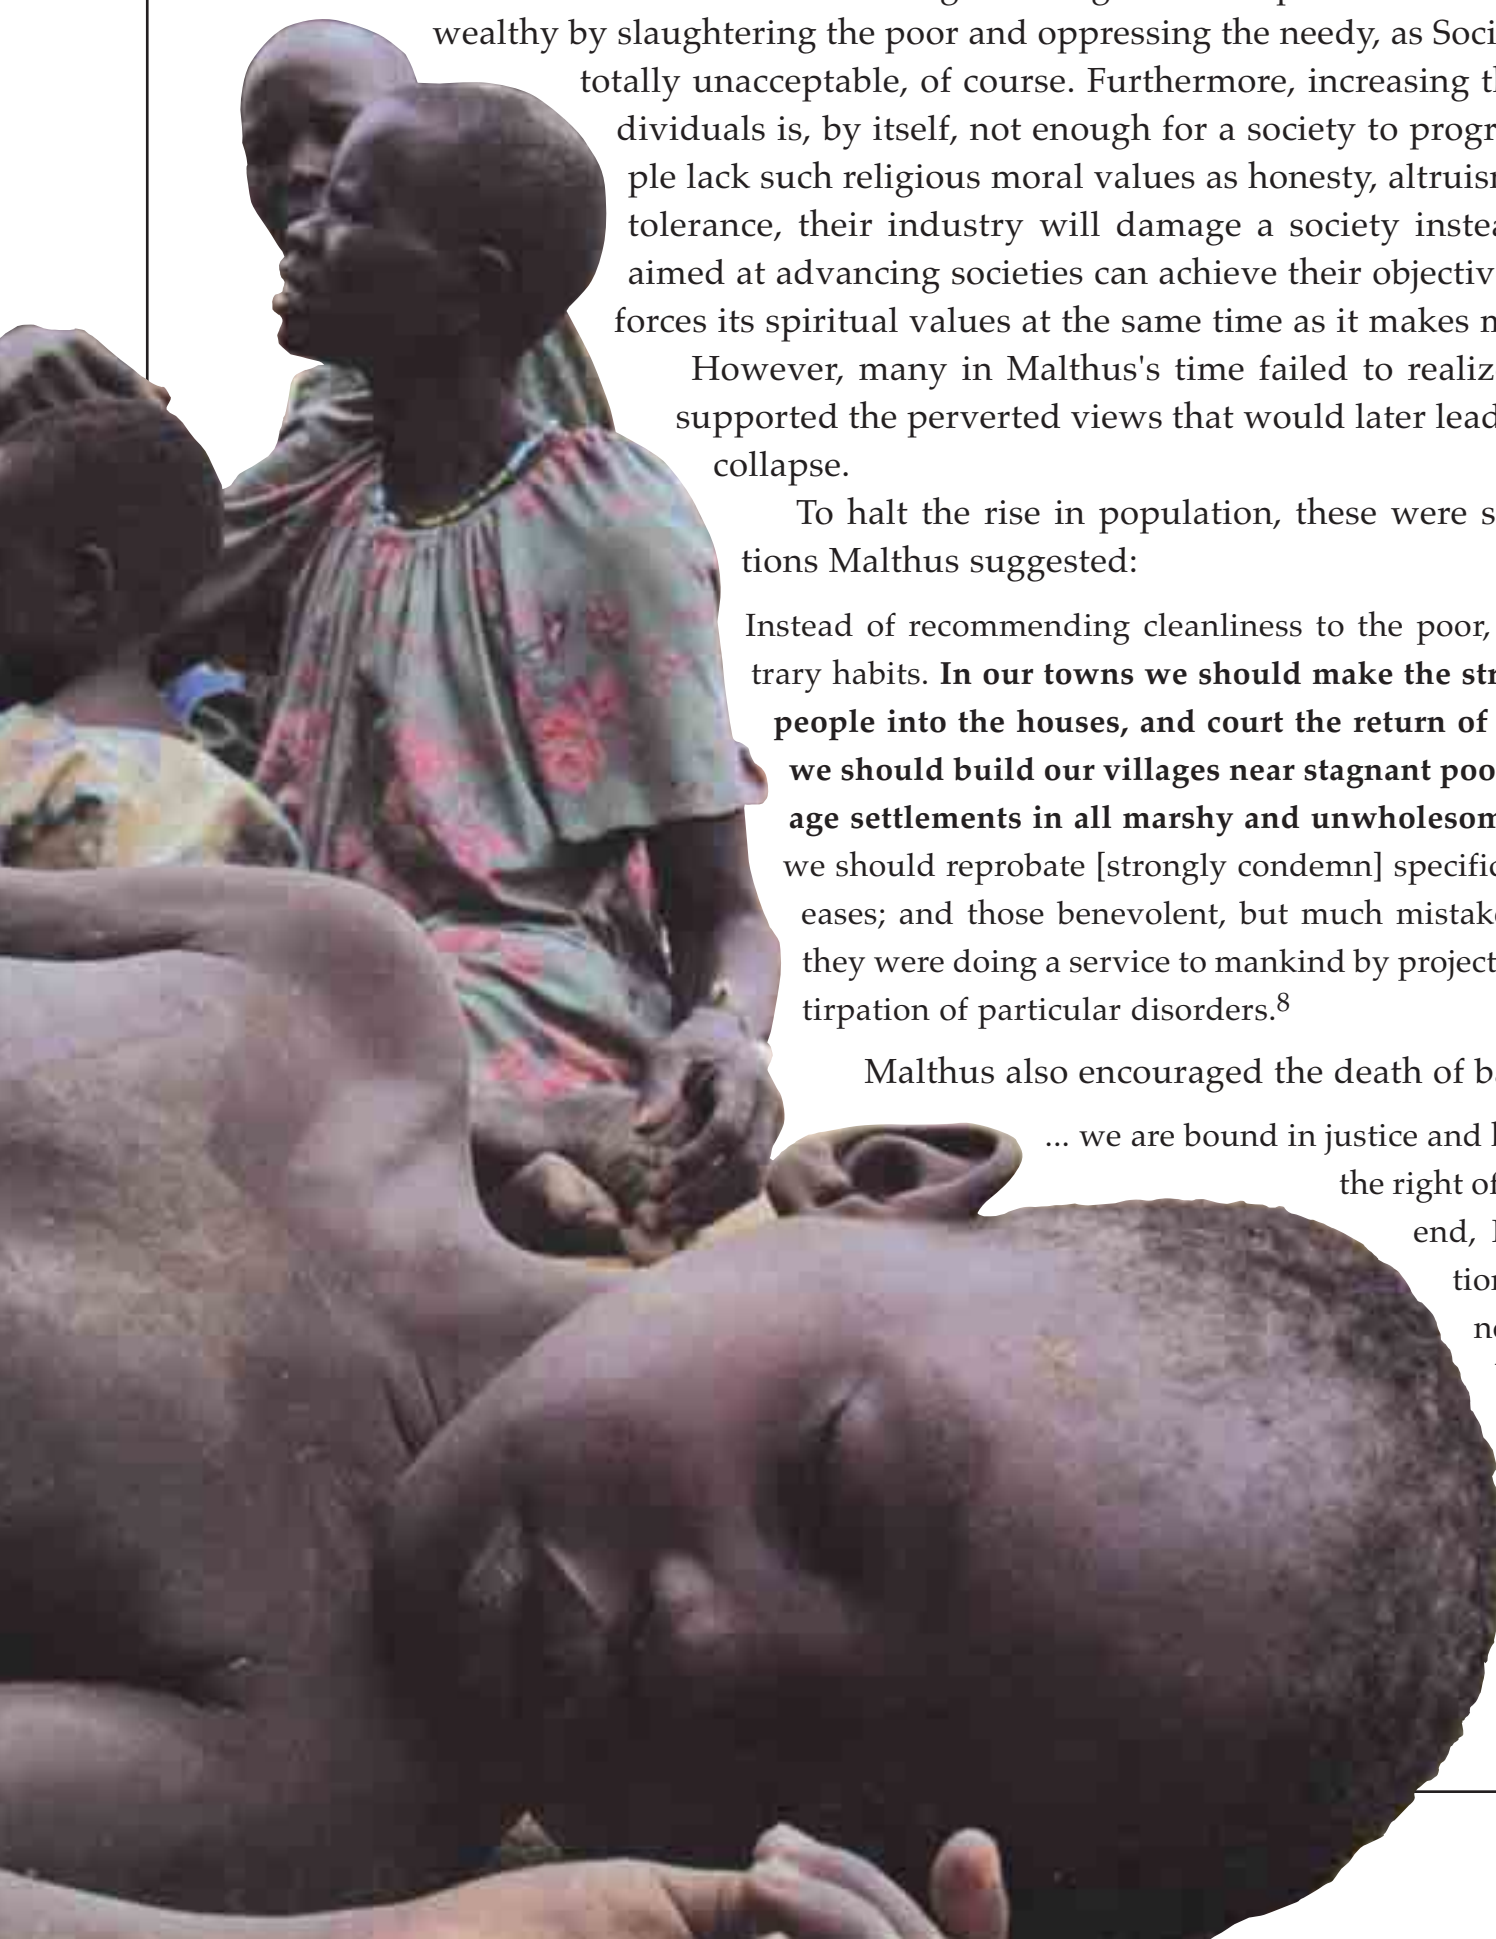 wealthy by slaughtering the poor and oppressing the needy, as Soci
totally unacceptable, of course. Furthermore, increasing th
dividuals is, by itself, not enough for a society to progr
ple lack such religious moral values as honesty, altruis
tolerance, their industry will damage a society instea
aimed at advancing societies can achieve their objectiv
forces its spiritual values at the same time as it makes
However, many in Malthus's time failed to realiz
supported the perverted views that would later lead
collapse.
To halt the rise in population, these were s
tions Malthus suggested:
Instead of recommending cleanliness to the poor,
trary habits. In our towns we should make the str
people into the houses, and court the return of
we should build our villages near stagnant poo
age settlements in all marshy and unwholesom
we should reprobate [strongly condemn] specific
eases; and those benevolent, but much mistake
they were doing a service to mankind by project
tirpation of particular disorders.8
Malthus also encouraged the death of b
... we are bound in justice and
the right of
end,
tion
ne